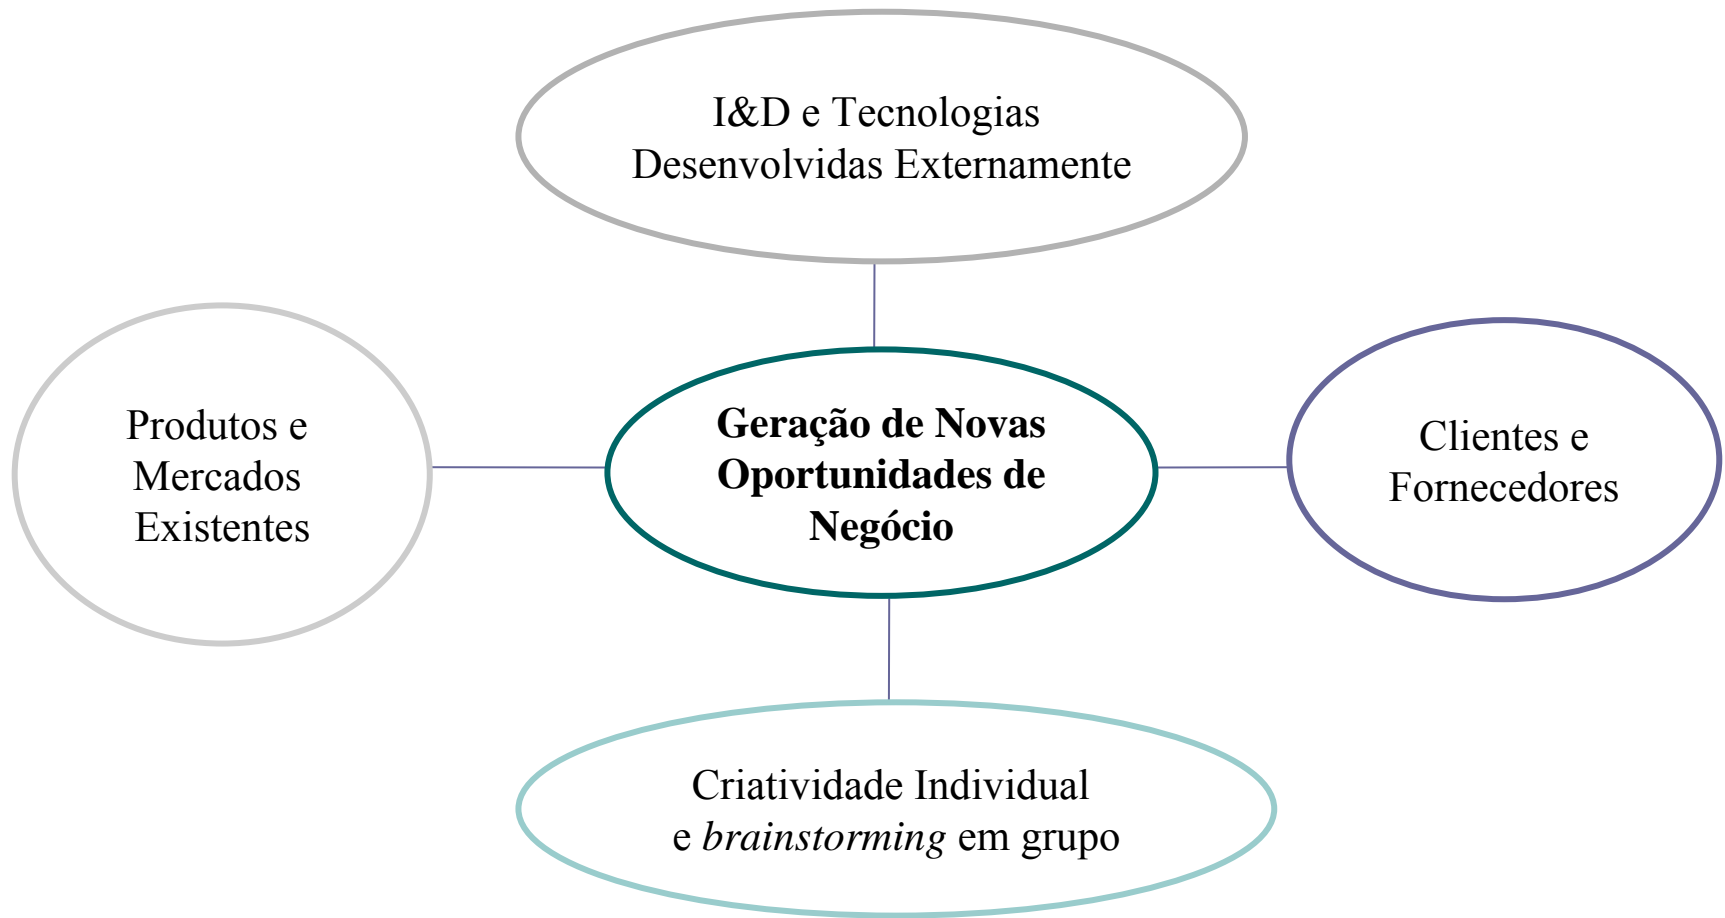 I&D e Tecnologias
Desenvolvidas Externamente
Produtos e
Mercados
Existentes
Geração de Novas
Oportunidades de
Negócio
Clientes e
Fornecedores
Criatividade Individual
e brainstorming em grupo